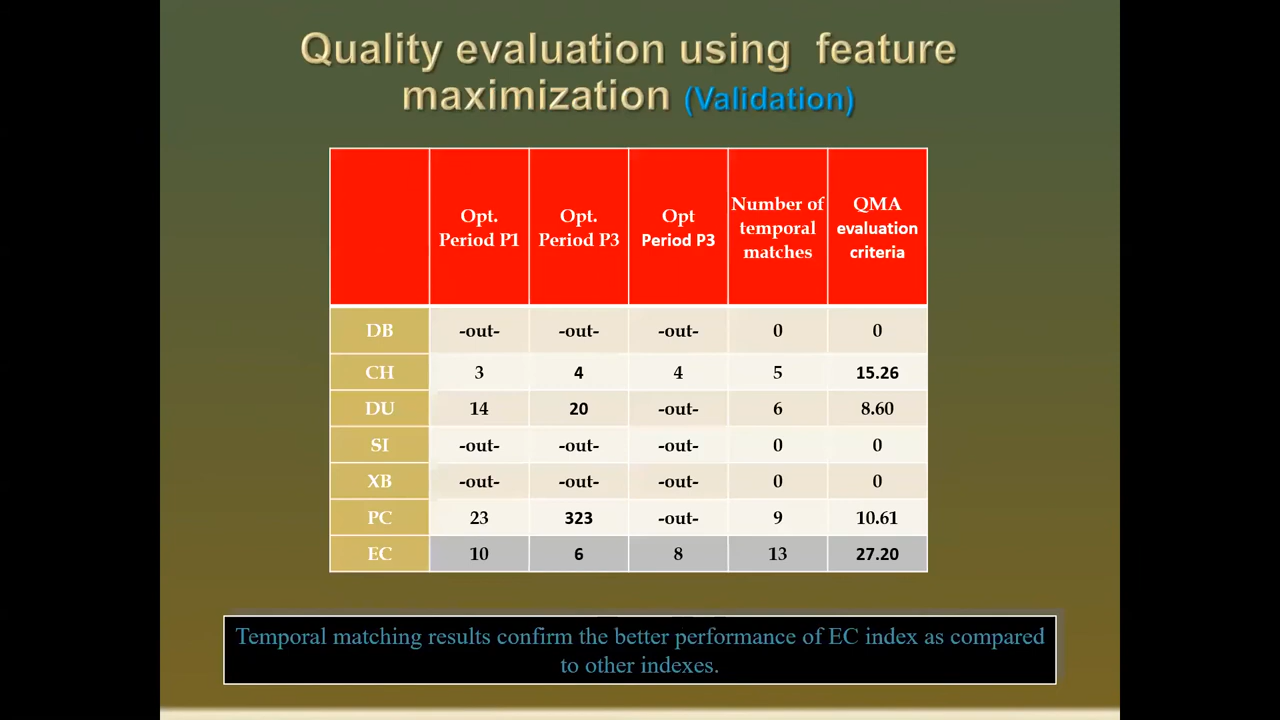 Quality evaluation using feature
maximization (Validation)
Opt. Period P1 Opt. Period P3 Opt Period P3 Number of temporal matches QMA evaluation criteria
DB -out- -out- -out- 0 0
CH 3 4 4 5 15.26
DU 14 20 -out- 6 8.60
SI -out- -out- -out- 0 0
XB -out- -out- -out- 0 0
PC 23 323 -out- 9 10.61
EC 10 6 8 13 27.20
Temporal matching results confirm the better performance of EC index as compared
to other indexes.